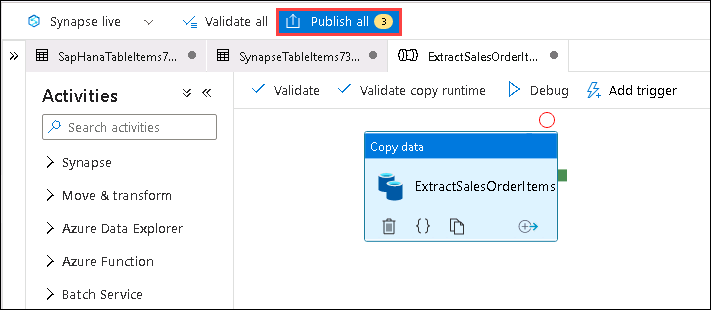 Synapse live Validate all Publish all 3
SapHanaTableItems7... SynapseTableItems73... ExtractSalesOrderIt...
Activities
Validate Validate copy runtime Debug Add trigger
Search activities
Copy data
Synapse
ExtractSalesOrderItems
Move & transform
Azure Data Explorer
Azure Function
Batch Service